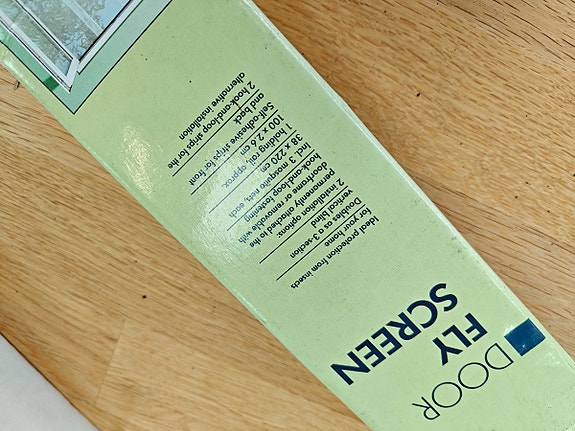 DOOR
FLY
SCREEN
Ideal protection from insects
for your home
Doubles as a 3-section
vertical blind
2 installation options:
permanently attached to the
doorframe or removable with
hook-and-loop fastening
Incl. 3 mosquito nets, each
38 x 220 cm
1 holding rail, approx.
100 x 2.6 cm
Self-adhesive strips for front
and back
2 hook-and-loop strips for the
alternative installation